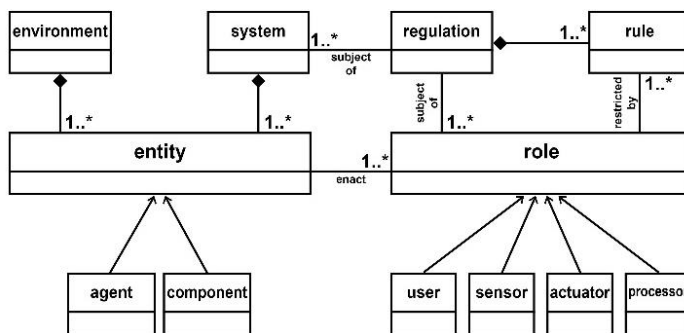 environment
system
regulation
rule
1..*
subject
of
1..*
1..*
1..*
subject
of
1..*
restricted
by
1..*
entity
1..*
enact
role
agent
component
user
sensor
actuator
processor